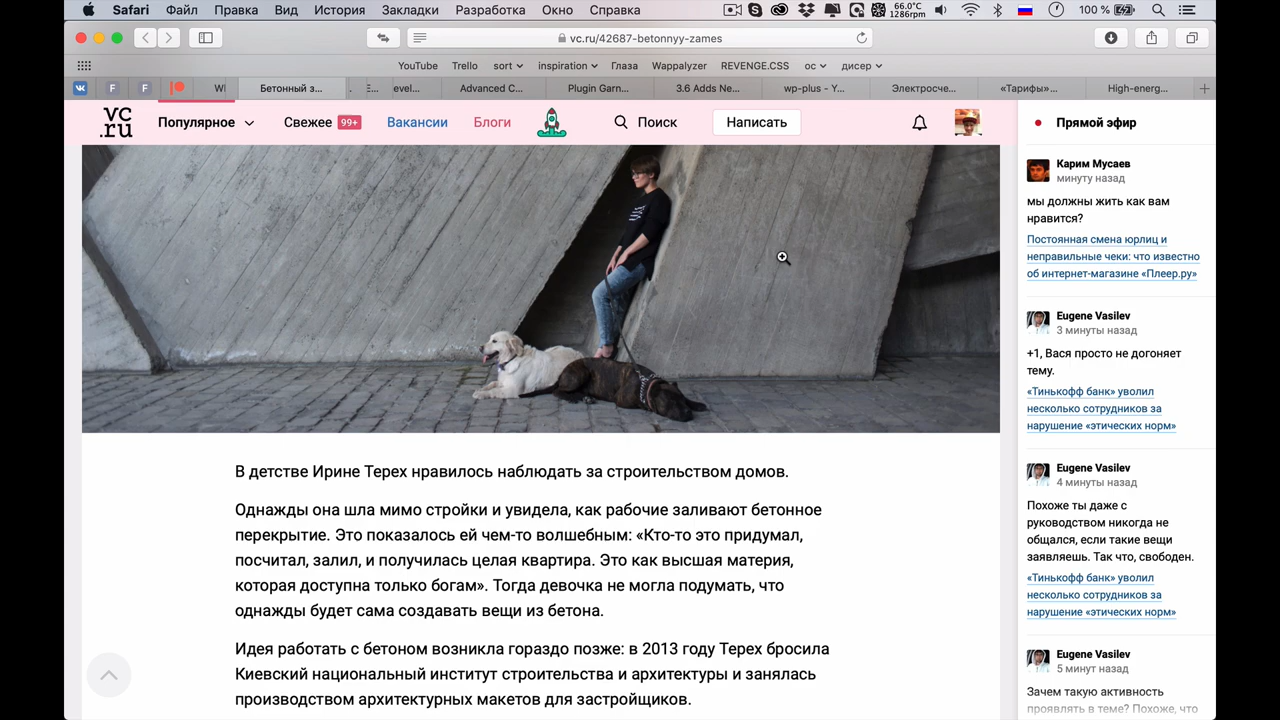 Safari Файл Правка Вид История Закладки Разработка Окно Справка 66.0°C 1286rpm 100 %
vc.ru/42687-betonnyy-zames
YouTube Trello sort inspiration Глаза Wappalyzer REVENGE.CSS ос дисер
F F Бетонный з... Advanced C... Plugin Garn... 3.6 Adds Ne... wp-plus - Y... Электросче... «Тарифы»... High-energ...
vc
.ru
Популярное Свежее 99+ Вакансии Блоги Поиск Написать
В детстве Ирине Терех нравилось наблюдать за строительством домов.
Однажды она шла мимо стройки и увидела, как рабочие заливают бетонное
перекрытие. Это показалось ей чем-то волшебным: «Кто-то это придумал,
посчитал, залил, и получилась целая квартира. Это как высшая материя,
которая доступна только богам». Тогда девочка не могла подумать, что
однажды будет сама создавать вещи из бетона.
Идея работать с бетоном возникла гораздо позже: в 2013 году Терех бросила
Киевский национальный институт строительства и архитектуры и занялась
производством архитектурных макетов для застройщиков.
Прямой эфир
Карим Мусаев
минуту назад
мы должны жить как вам
нравится?
Постоянная смена юрлиц и
неправильные чеки: что известно
об интернет-магазине «Плеер.ру»
Eugene Vasilev
3 минуты назад
+1, Вася просто не догоняет
тему.
«Тинькофф банк» уволил
несколько сотрудников за
нарушение «этических норм»
Eugene Vasilev
4 минуты назад
Похоже ты даже с
руководством никогда не
общался, если такие вещи
заявляешь. Так что, свободен.
«Тинькофф банк» уволил
несколько сотрудников за
нарушение «этических норм»
Eugene Vasilev
5 минут назад
Зачем такую активность
проявлять в теме? Похоже, что